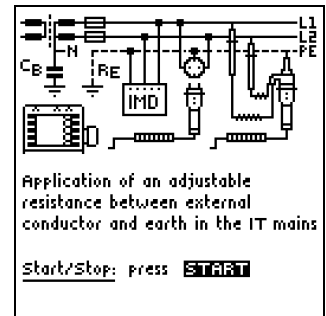 L1
L2
N
PE
CB
RE
IMD
Application of an adjustable
resistance between external
conductor and earth in the IT mains
Start/Stop: press START